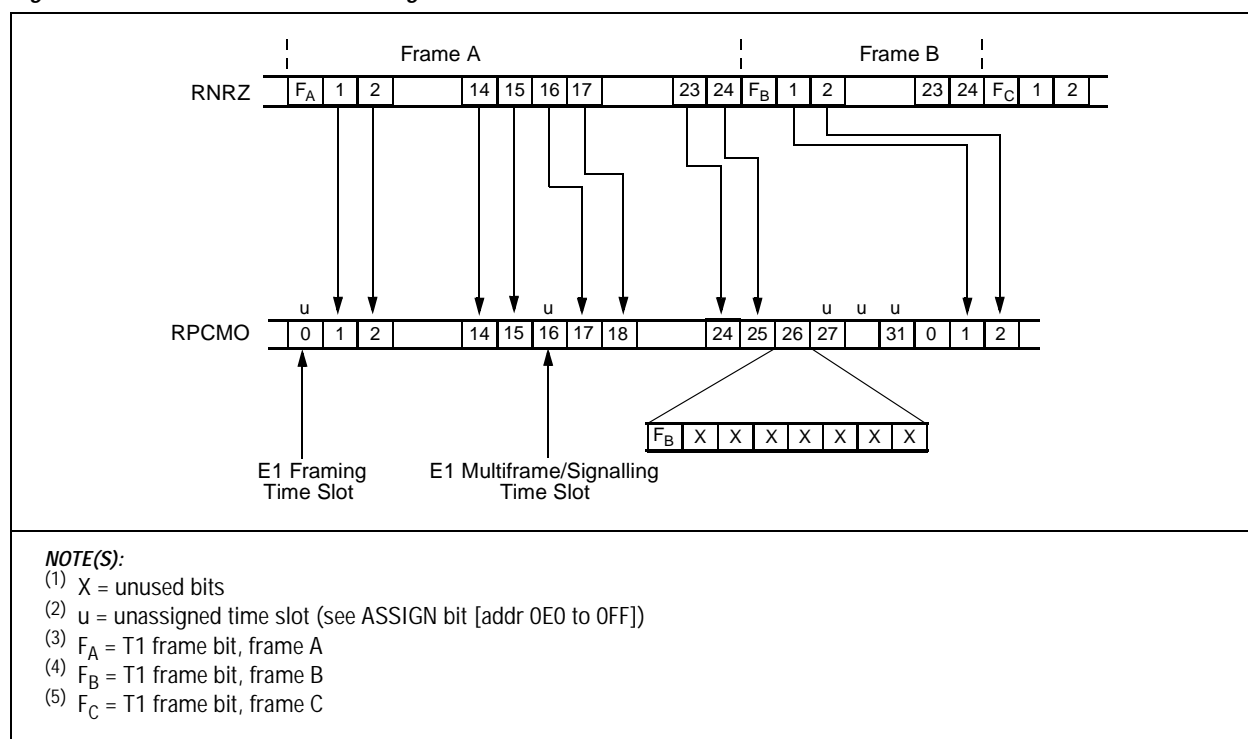 Frame A Frame B
RNRZ FA 1 2 14 15 16 17 23 24 FB 1 2 23 24 FC 1 2
u u u u u
RPCMO 0 1 2 14 15 16 17 18 24 25 26 27 31 0 1 2
FB X X X X X X X
E1 Framing
Time Slot
E1 Multiframe/Signalling
Time Slot
NOTE(S):
(1) X = unused bits
(2) u = unassigned time slot (see ASSIGN bit [addr 0E0 to 0FF])
(3) FA = T1 frame bit, frame A
(4) FB = T1 frame bit, frame B
(5) FC = T1 frame bit, frame C